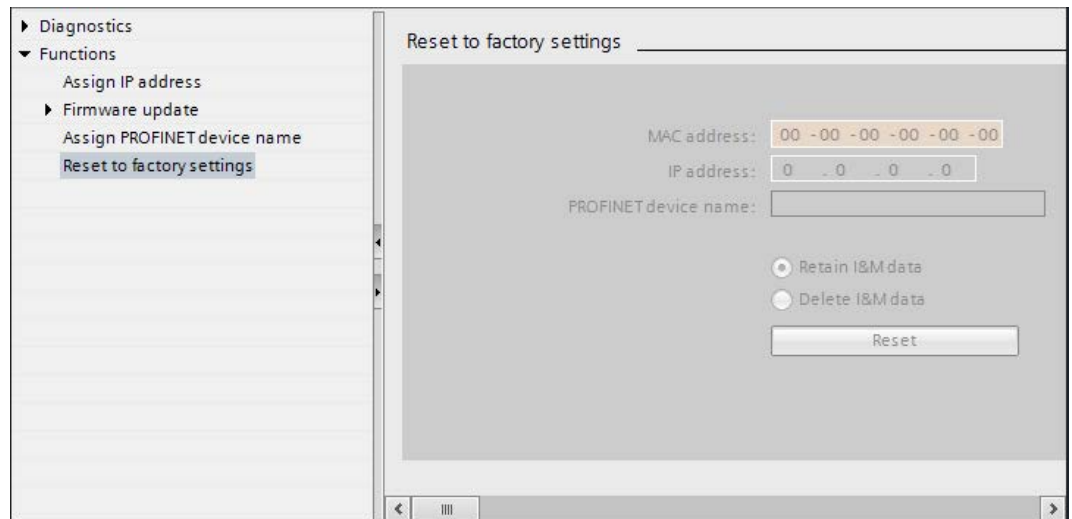 Diagnostics
Functions
Assign IP address
Firmware update
Assign PROFINET device name
Reset to factory settings
Reset to factory settings
MAC address: 00 -00 -00 -00 -00 -00
IP address: 0 . 0 . 0 . 0
PROFINET device name:
Retain I&M data
Delete I&M data
Reset